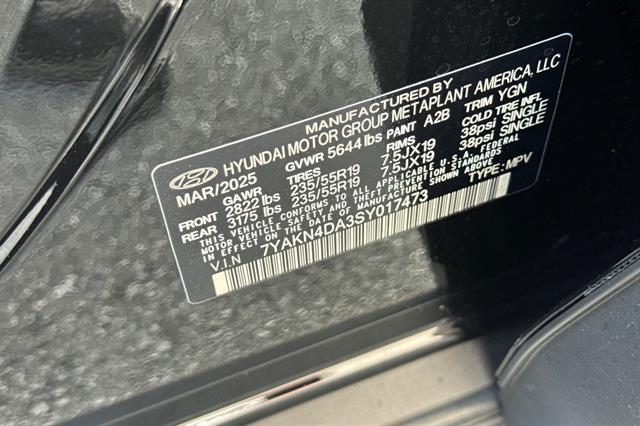 MANUFACTURED BY
HYUNDAI MOTOR GROUP METAPLANT AMERICA, LLC
MAR/2025 GVWR 5644 lbs PAINT A2B TRIM YGN
GAWR TIRES RIMS COLD TIRE INFL.
FRONT 2822 lbs 235/55R19 7.5JX19 38psi SINGLE
REAR 3175 lbs 235/55R19 7.5JX19 38psi SINGLE
THIS VEHICLE CONFORMS TO ALL APPLICABLE U.S.A. FEDERAL
MOTOR VEHICLE SAFETY AND THEFT PREVENTION STANDARDS
IN EFFECT ON THE DATE OF MANUFACTURE SHOWN ABOVE.
V.I.N 7YAKN4DA3SY017473 TYPE: MPV